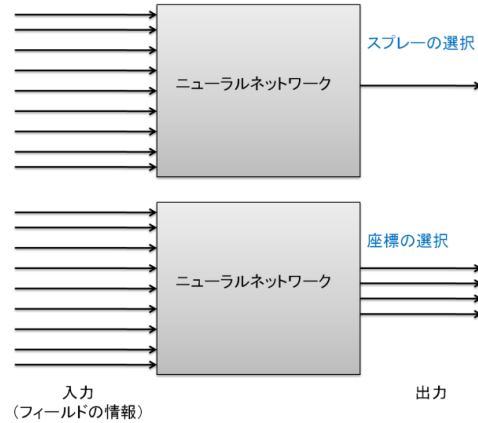 スプレーの選択
ニューラルネットワーク
座標の選択
ニューラルネットワーク
入力
(フィールドの情報)
出力